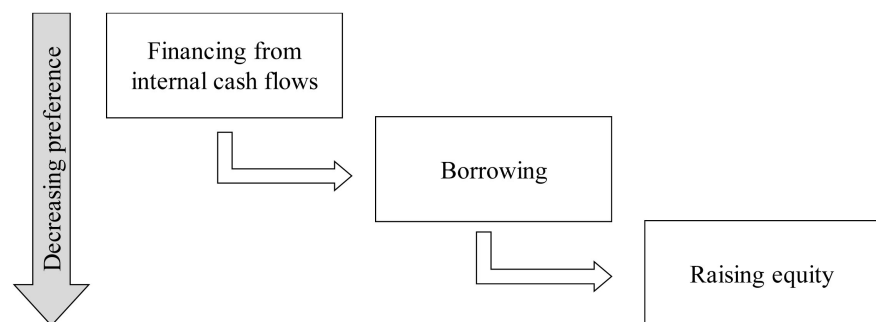 Decreasing preference
Financing from
internal cash flows
Borrowing
Raising equity